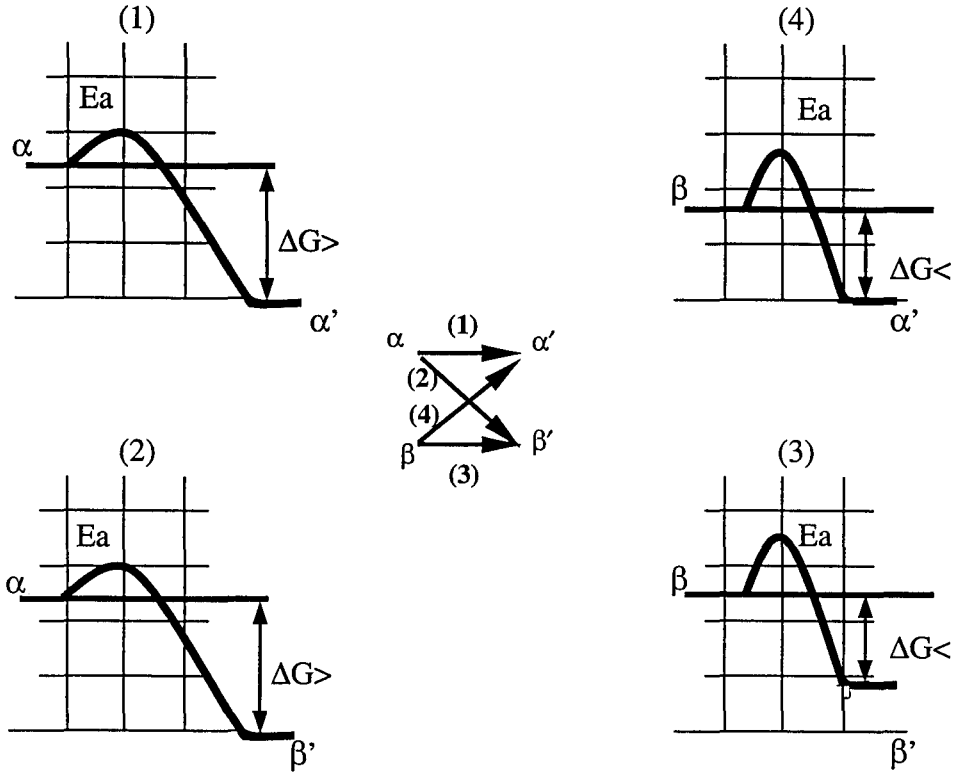 (1)
Ea
α
ΔG>
α'
(4)
Ea
β
ΔG<
α'
α (1) α′
(2)
(4)
β β′
(3)
(2)
Ea
α
ΔG>
β'
(3)
Ea
β
ΔG<
β'